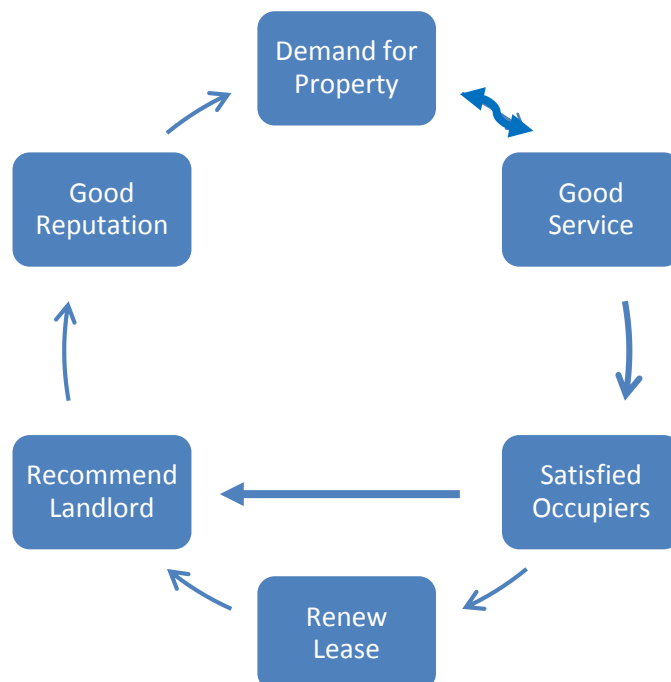 Demand for
Property
Good
Service
Satisfied
Occupiers
Renew
Lease
Recommend
Landlord
Good
Reputation